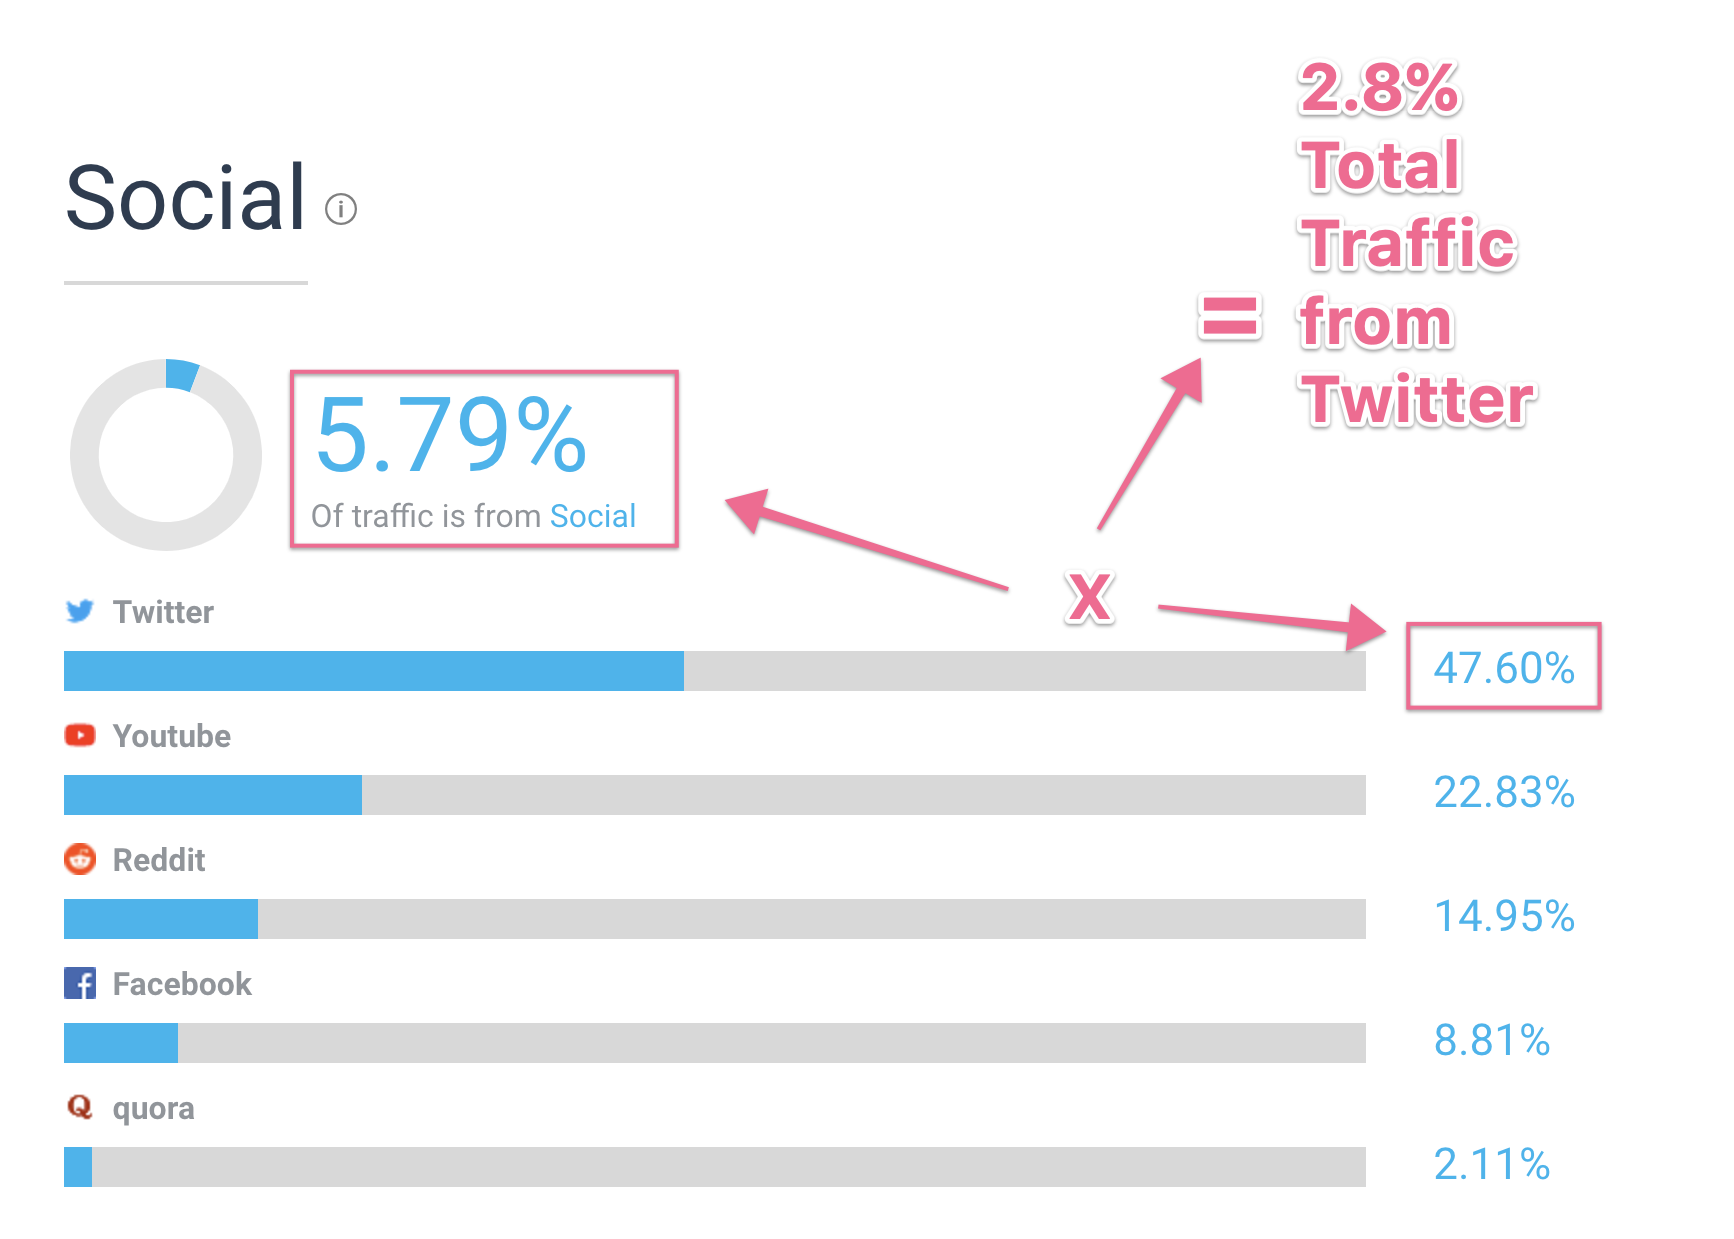 2.8%
Total
Traffic
from
Twitter
=
Social
5.79%
Of traffic is from Social
X
Twitter
47.60%
Youtube
22.83%
Reddit
14.95%
Facebook
8.81%
quora
2.11%